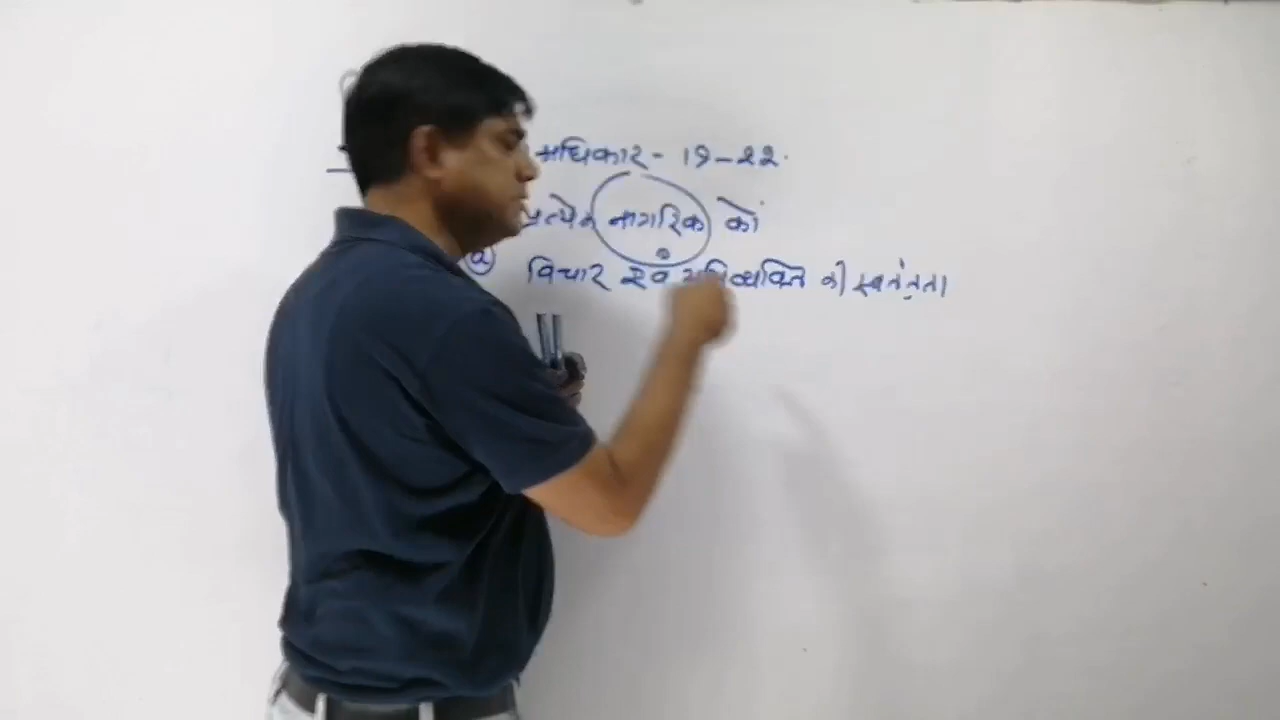 अधिकार - 19-22.
प्रत्येक नागरिक को
(a) विचार एवं अभिव्यक्ति की स्वतंत्रता